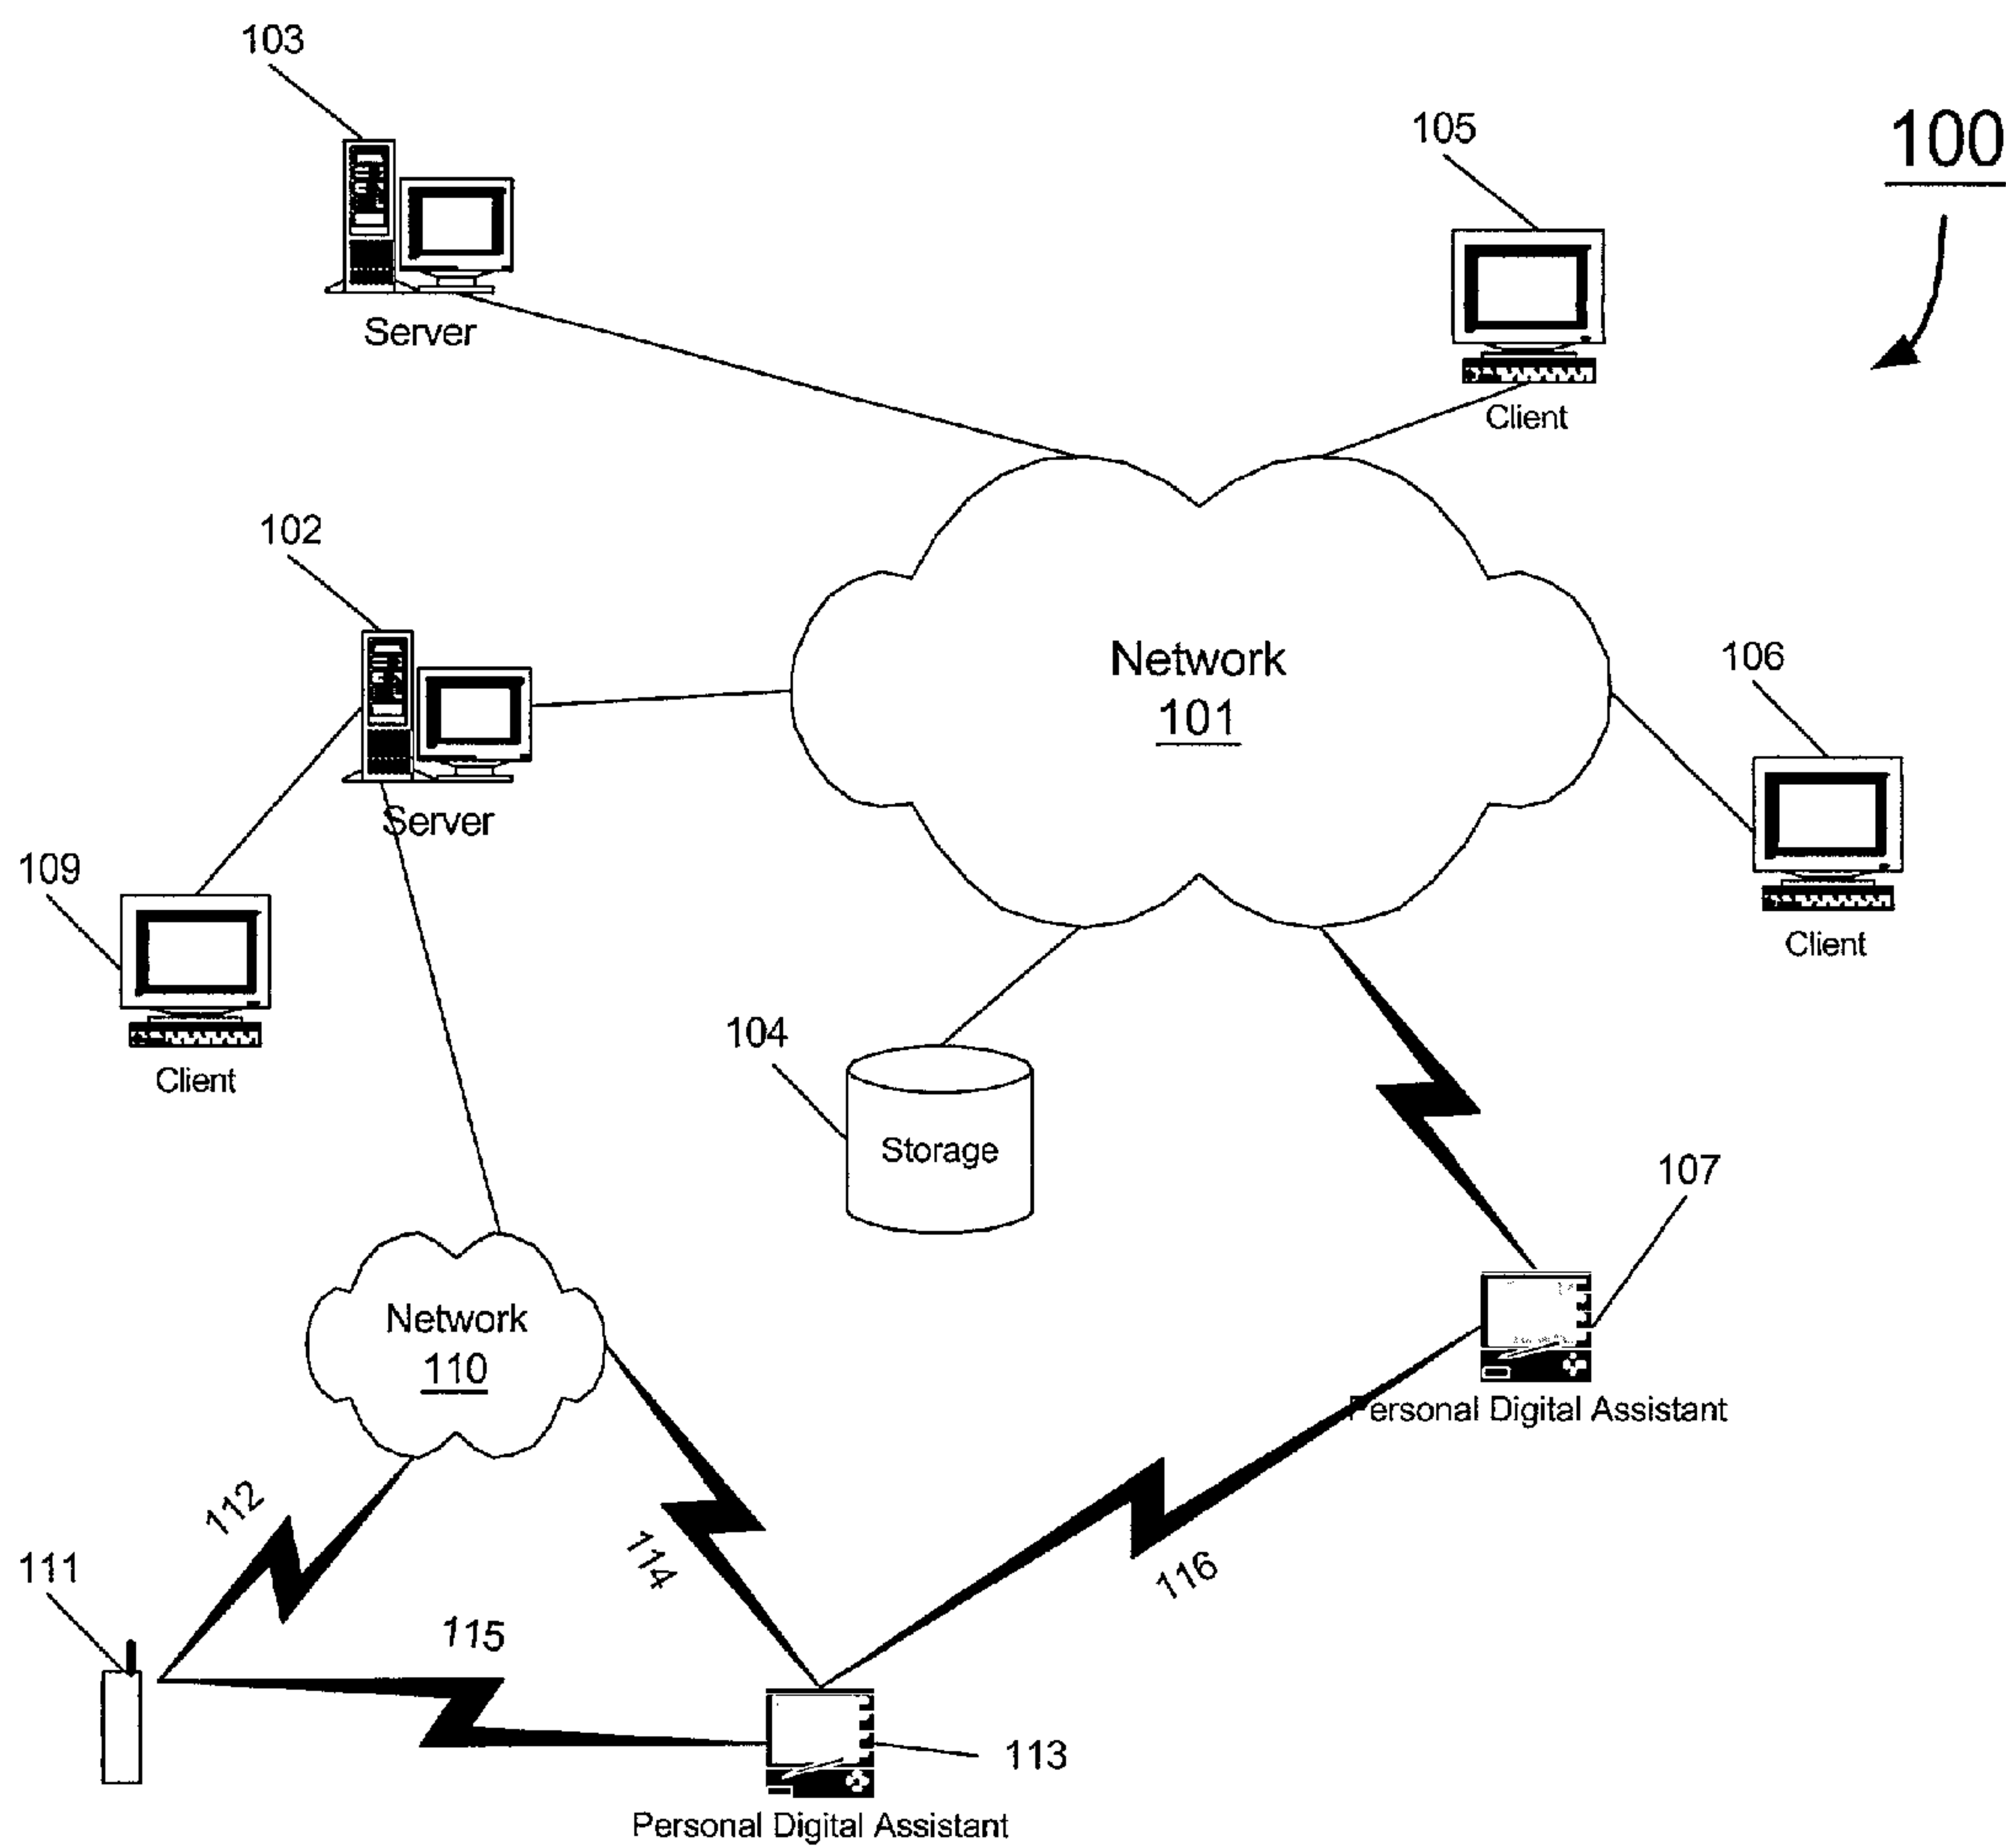 103
105
100
Server
Client
102
Network
101
106
Server
109
Client
Client
104
Storage
107
Network
110
Personal Digital Assistant
112
114
116
111
115
113
Personal Digital Assistant